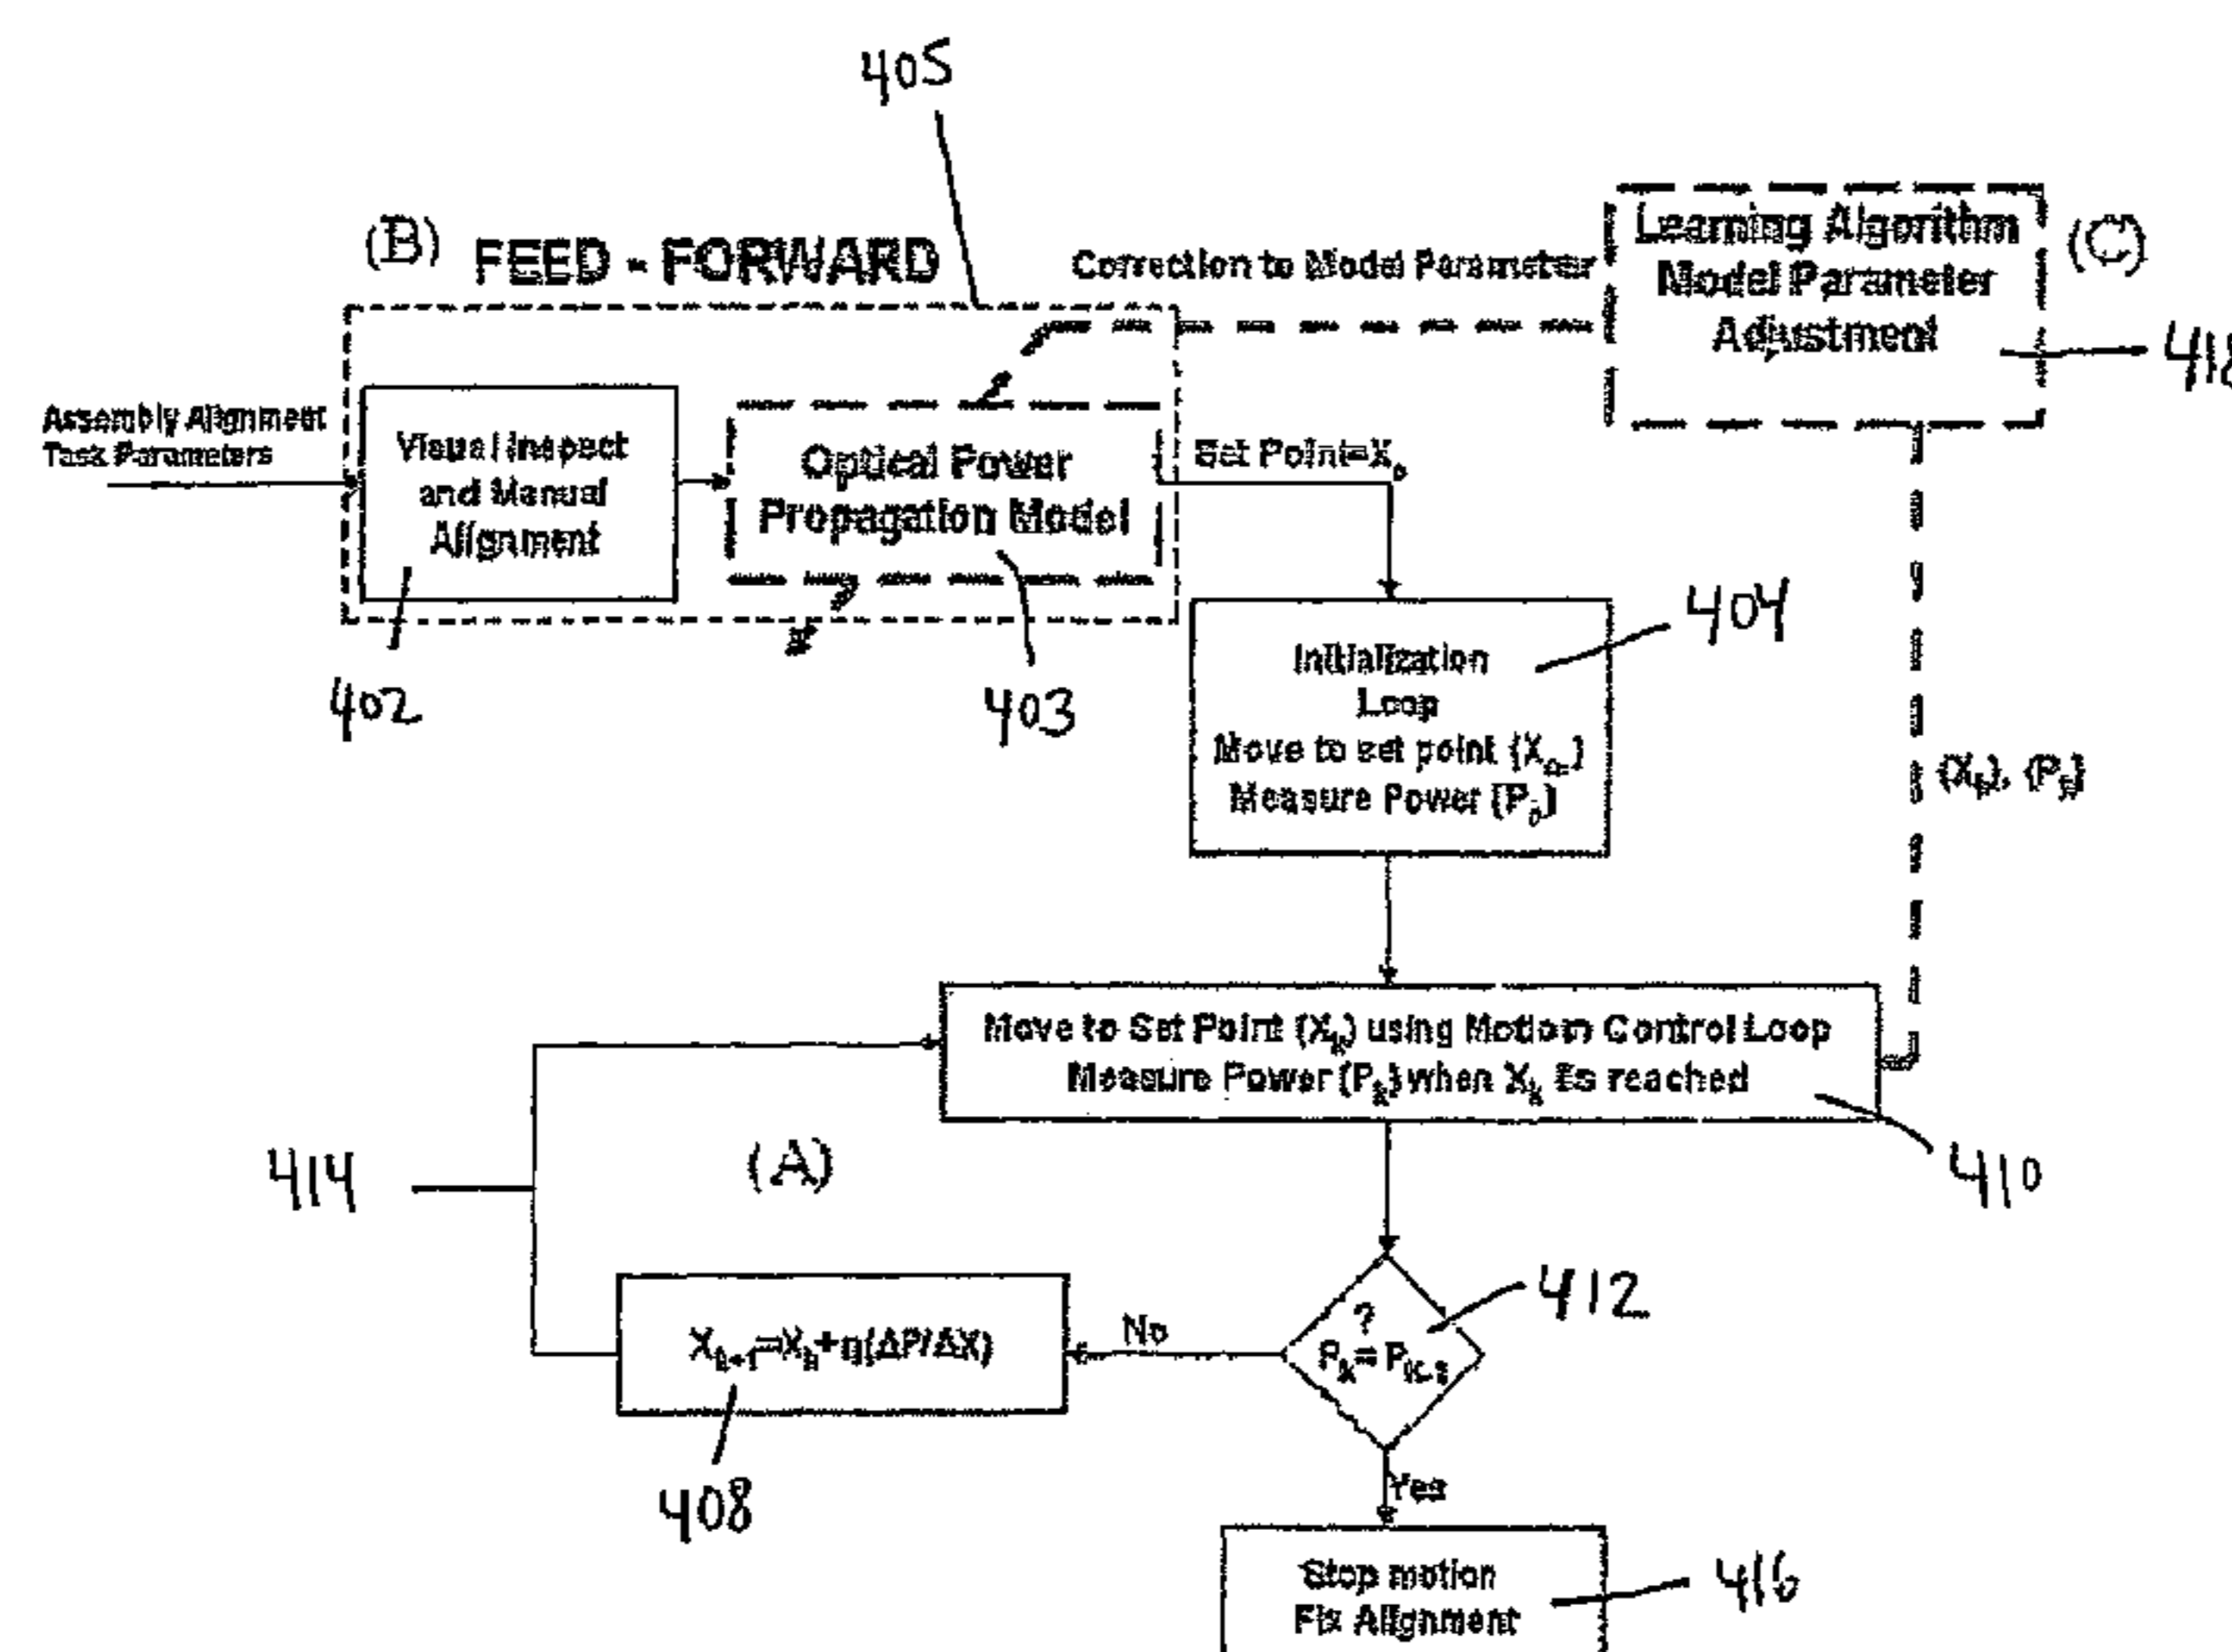 405
(B) FEED - FORWARD
Correction to Model Parameter
Learning Algorithm
Model Parameter
Adjustment
(C)
Assembly Alignment
Task Parameters
Visual Inspect
and Manual
Alignment
Optical Power
Propagation Model
Set Point=X₀
402
403
404
Initialization
Loop
Move to set point (X₀)
Measure Power (P₀)
(Xₖ), (Pₖ)
Move to Set Point (Xₖ) using Motion Control Loop
Measure Power (Pₖ) when Xₖ is reached
410
414
(A)
412
?
Pₖ = Pₖ₋₁
No
Xₖ₊₁=Xₖ+η(ΔP/ΔX)
408
Yes
Stop motion
Fix Alignment
416